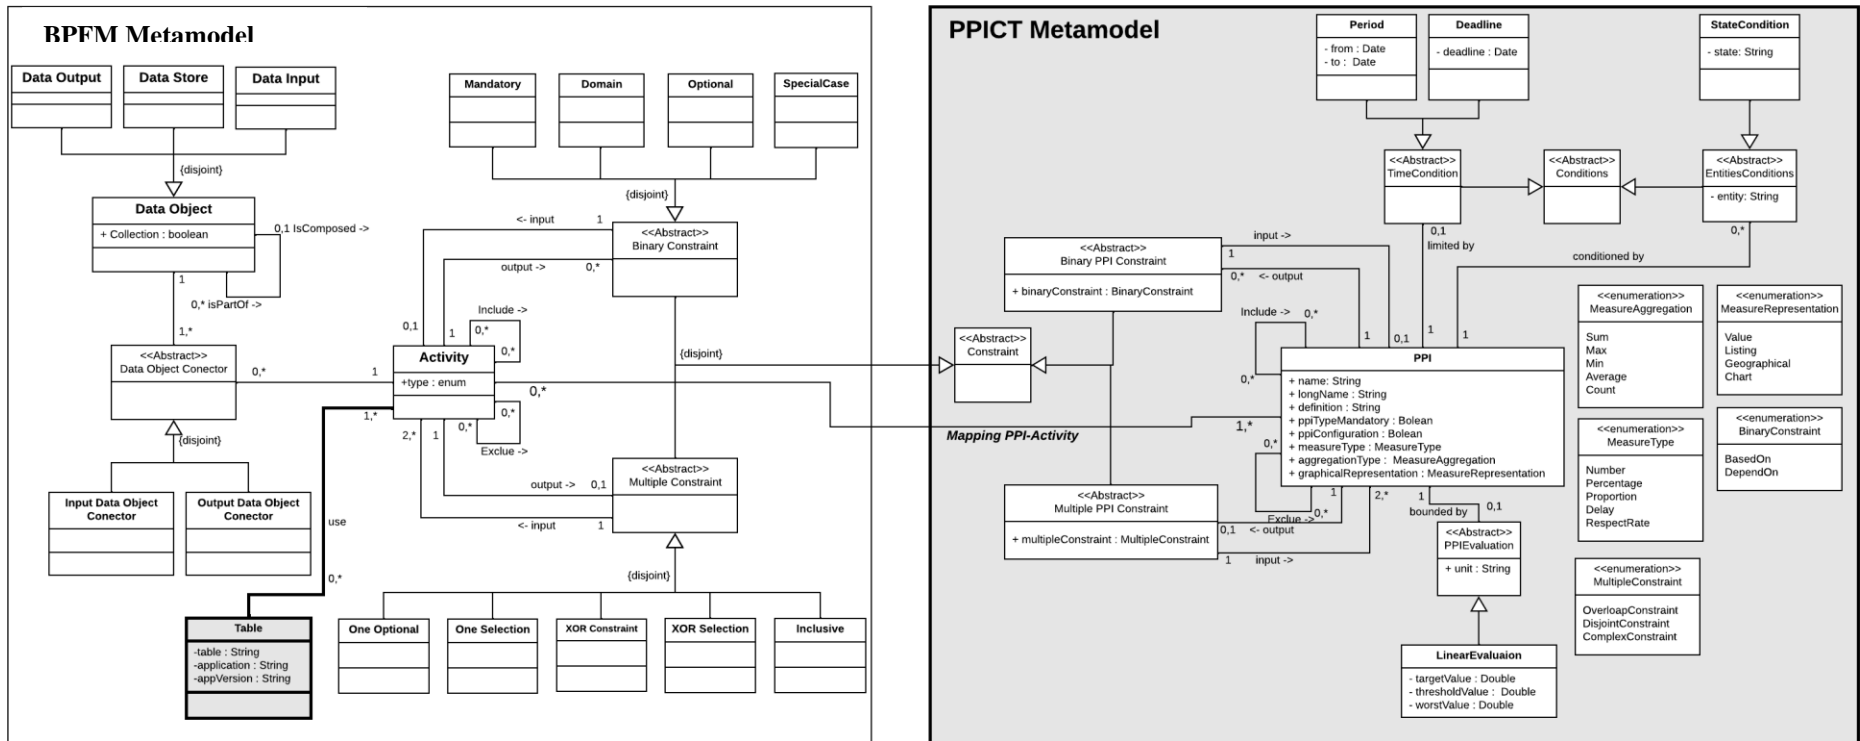 BPFM Metamodel
Data Output
Data Store
Data Input
{disjoint}
Data Object
+ Collection : boolean
0,1 IsComposed ->
0,* isPartOf ->
1
1,*
<<Abstract>>
Data Object Conector
0,*
1
{disjoint}
Input Data Object
Conector
Output Data Object
Conector
Mandatory
Domain
Optional
SpecialCase
{disjoint}
<- input
1
<<Abstract>>
Binary Constraint
output ->
0,*
0,1
1
Include ->
0,*
0,*
Activity
+type : enum
0,*
1,*
2,*
1
0,*
0,*
Exclue ->
{disjoint}
<<Abstract>>
Multiple Constraint
output ->
0,1
<- input
1
{disjoint}
use
0,*
Table
-table : String
-application : String
-appVersion : String
One Optional
One Selection
XOR Constraint
XOR Selection
Inclusive
PPICT Metamodel
Period
- from : Date
- to : Date
Deadline
- deadline : Date
StateCondition
- state: String
<<Abstract>>
TimeCondition
<<Abstract>>
Conditions
<<Abstract>>
EntitiesConditions
- entity: String
0,1
limited by
0,*
conditioned by
<<Abstract>>
Binary PPI Constraint
+ binaryConstraint : BinaryConstraint
input ->
1
0,*
<- output
Include ->
0,*
0,*
1
0,1
1
1
<<Abstract>>
Constraint
Mapping PPI-Activity
1,*
PPI
+ name: String
+ longName : String
+ definition : String
+ ppiTypeMandatory : Bolean
+ ppiConfiguration : Bolean
+ measureType : MeasureType
+ aggregationType : MeasureAggregation
+ graphicalRepresentation : MeasureRepresentation
0,*
Exclue ->
0,*
1
2,*
1
bounded by
0,1
<<Abstract>>
Multiple PPI Constraint
+ multipleConstraint : MultipleConstraint
0,1
<- output
1
input ->
<<Abstract>>
PPIEvaluation
+ unit : String
LinearEvaluaion
- targetValue : Double
- thresholdValue : Double
- worstValue : Double
<<enumeration>>
MeasureAggregation
Sum
Max
Min
Average
Count
<<enumeration>>
MeasureRepresentation
Value
Listing
Geographical
Chart
<<enumeration>>
MeasureType
Number
Percentage
Proportion
Delay
RespectRate
<<enumeration>>
BinaryConstraint
BasedOn
DependOn
<<enumeration>>
MultipleConstraint
OverloapConstraint
DisjointConstraint
ComplexConstraint